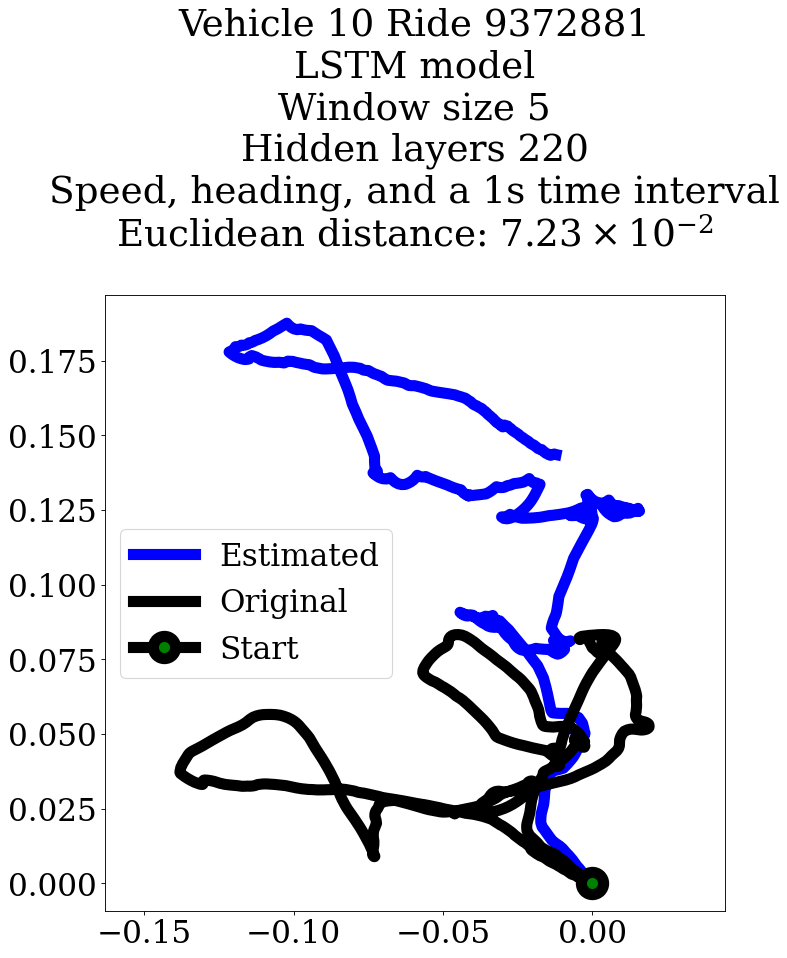 Vehicle 10 Ride 9372881
LSTM model
Window size 5
Hidden layers 220
Speed, heading, and a 1s time interval
Euclidean distance: 7.23 × 10⁻²
0.175
0.150
0.125
0.100
0.075
0.050
0.025
0.000
Estimated
Original
Start
−0.15 −0.10 −0.05 0.00